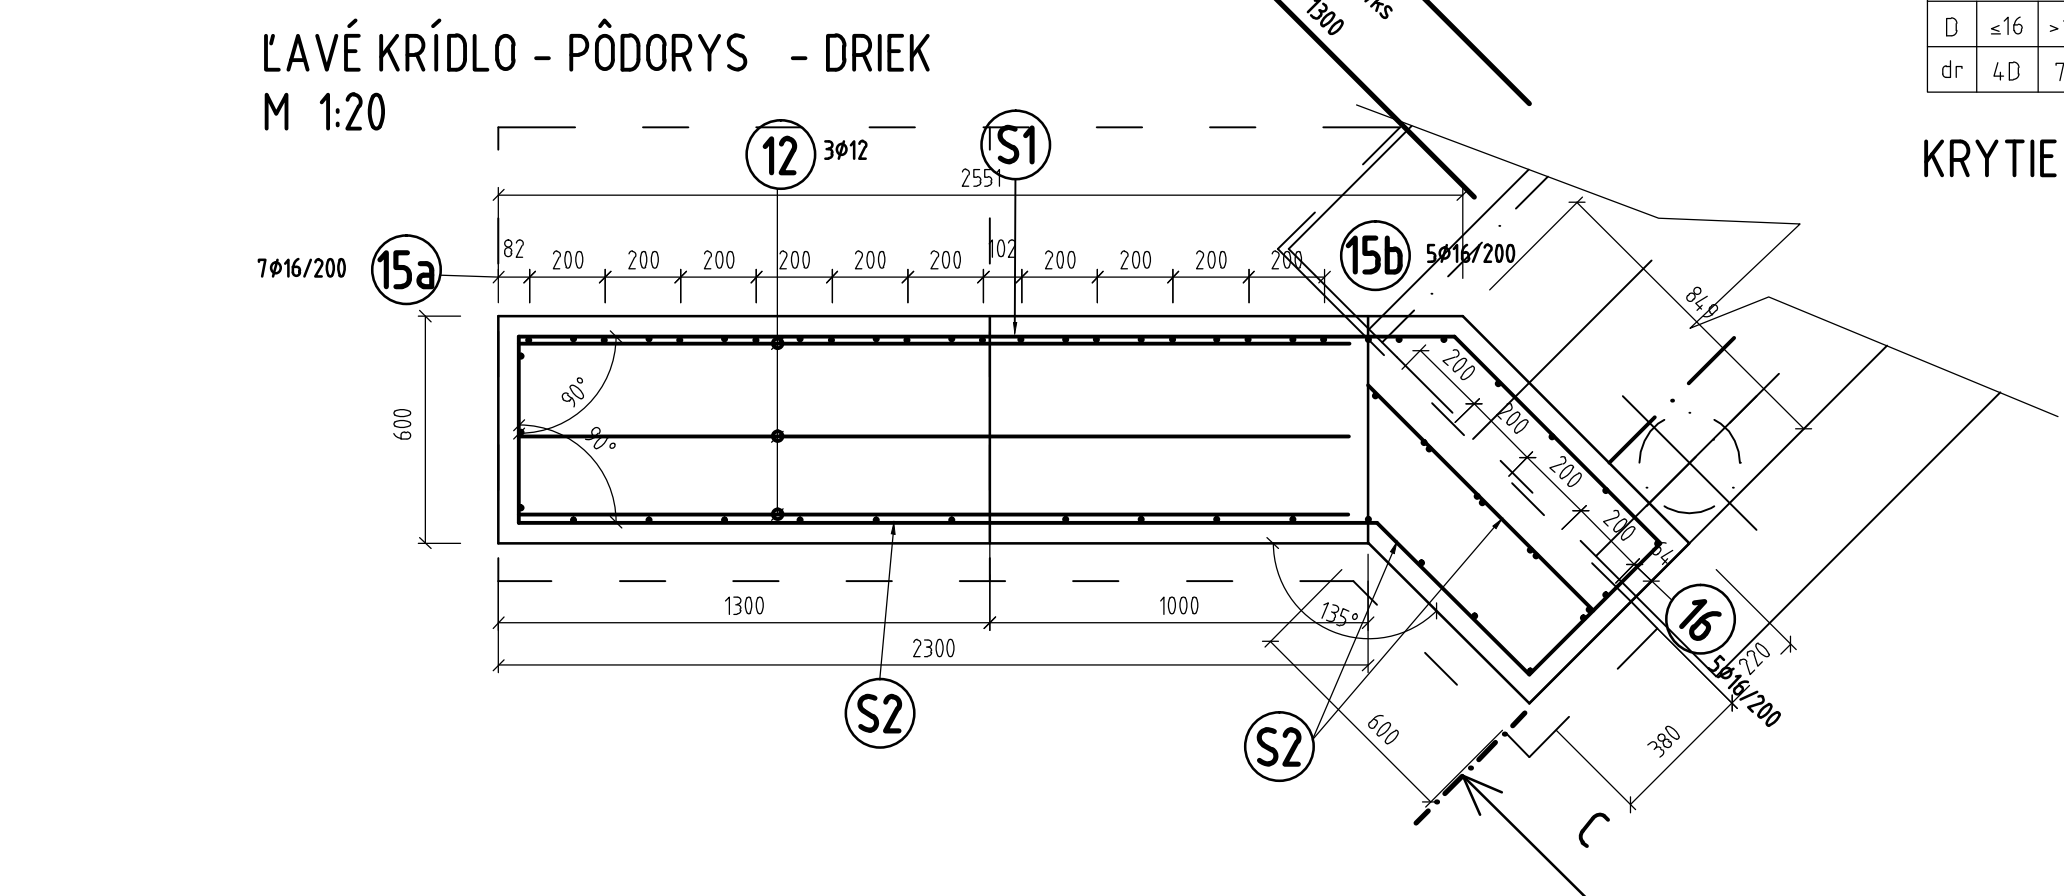 ĽAVÉ KRÍDLO - PÔDORYS - DRIEK
M 1:20
1300
D ≤16
dr 4D 7
KRYTIE
12 3ø12
S1
2551
7ø16/200 15a
15b 5ø16/200
82 200 200 200 200 200 200 102 200 200 200 200
849
600
90°
90°
200
200
200
200
64
1300 1000
135°
2300
16
5ø16/200
220
S2
S2
600
380
C